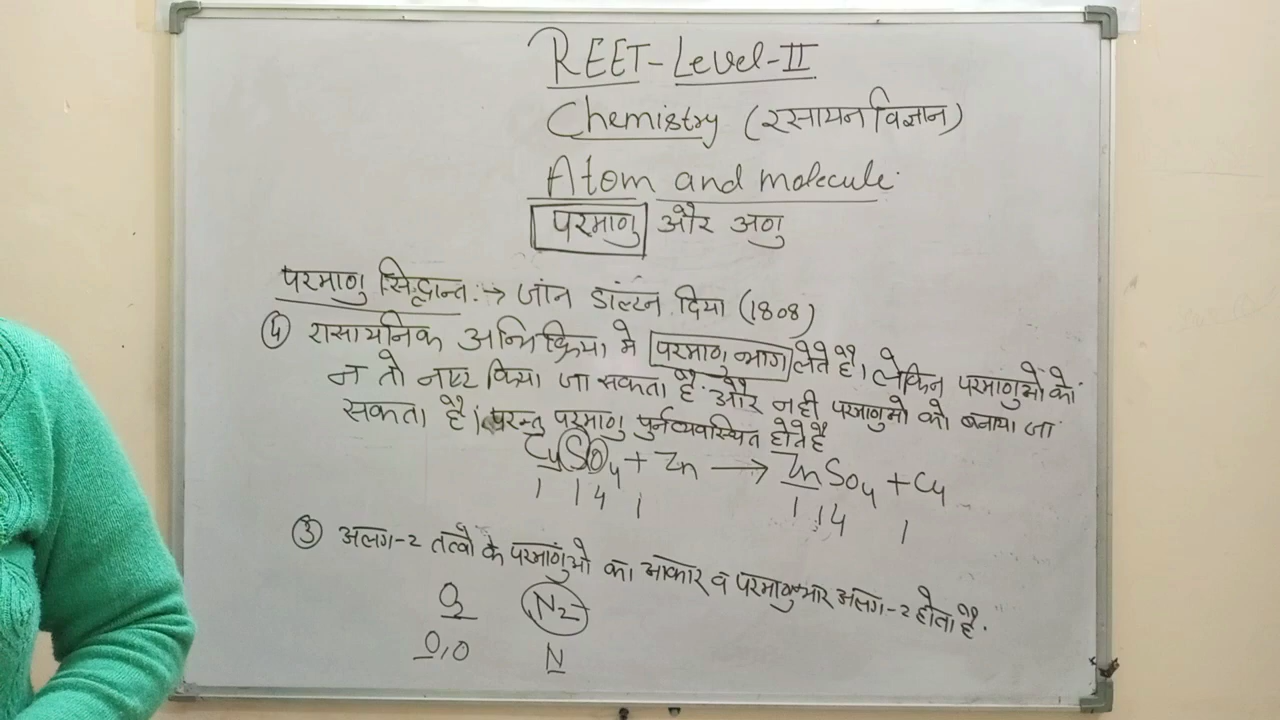 REET-Level-II
Chemistry (रसायन विज्ञान)
Atom and molecule.
परमाणु और अणु
परमाणु सिद्धान्त :→ जॉन डॉल्टन दिया (1808)
④ रासायनिक अभिक्रिया मे परमाणु भाग लेते है। लेकिन परमाणुओं को
न तो नष्ट किया जा सकता है और नही परमाणुओ को बनाया जा
सकता है। परन्तु परमाणु पुर्नव्यवस्थित होते है
CuSO4 + Zn → ZnSO4 + Cu
1 1 4 1 1 1 4 1
③ अलग-2 तत्वों के परमाणुओ का आकार व परमाणुभार अलग-2 होता है.
O2 N2
O,O N